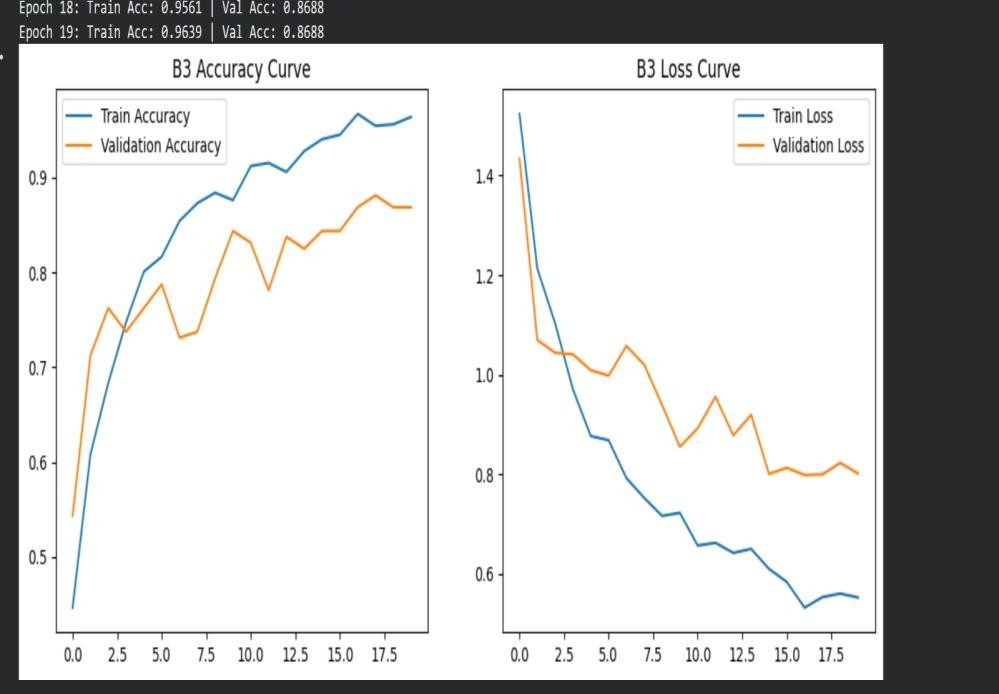 Epoch 18: Train Acc: 0.9561 | Val Acc: 0.8688
Epoch 19: Train Acc: 0.9639 | Val Acc: 0.8688
B3 Accuracy Curve
Train Accuracy
Validation Accuracy
0.9
0.8
0.7
0.6
0.5
0.0 2.5 5.0 7.5 10.0 12.5 15.0 17.5
B3 Loss Curve
Train Loss
Validation Loss
1.4
1.2
1.0
0.8
0.6
0.0 2.5 5.0 7.5 10.0 12.5 15.0 17.5